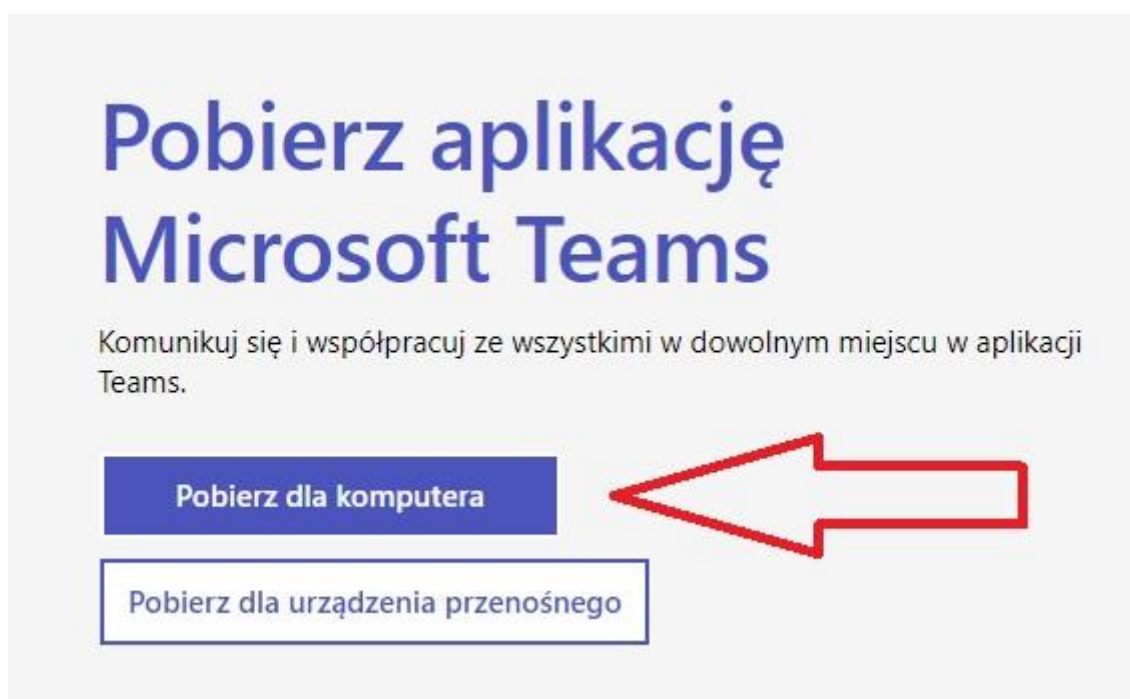 Pobierz aplikację
Microsoft Teams
Komunikuj się i współpracuj ze wszystkimi w dowolnym miejscu w aplikacji
Teams.
Pobierz dla komputera
Pobierz dla urządzenia przenośnego